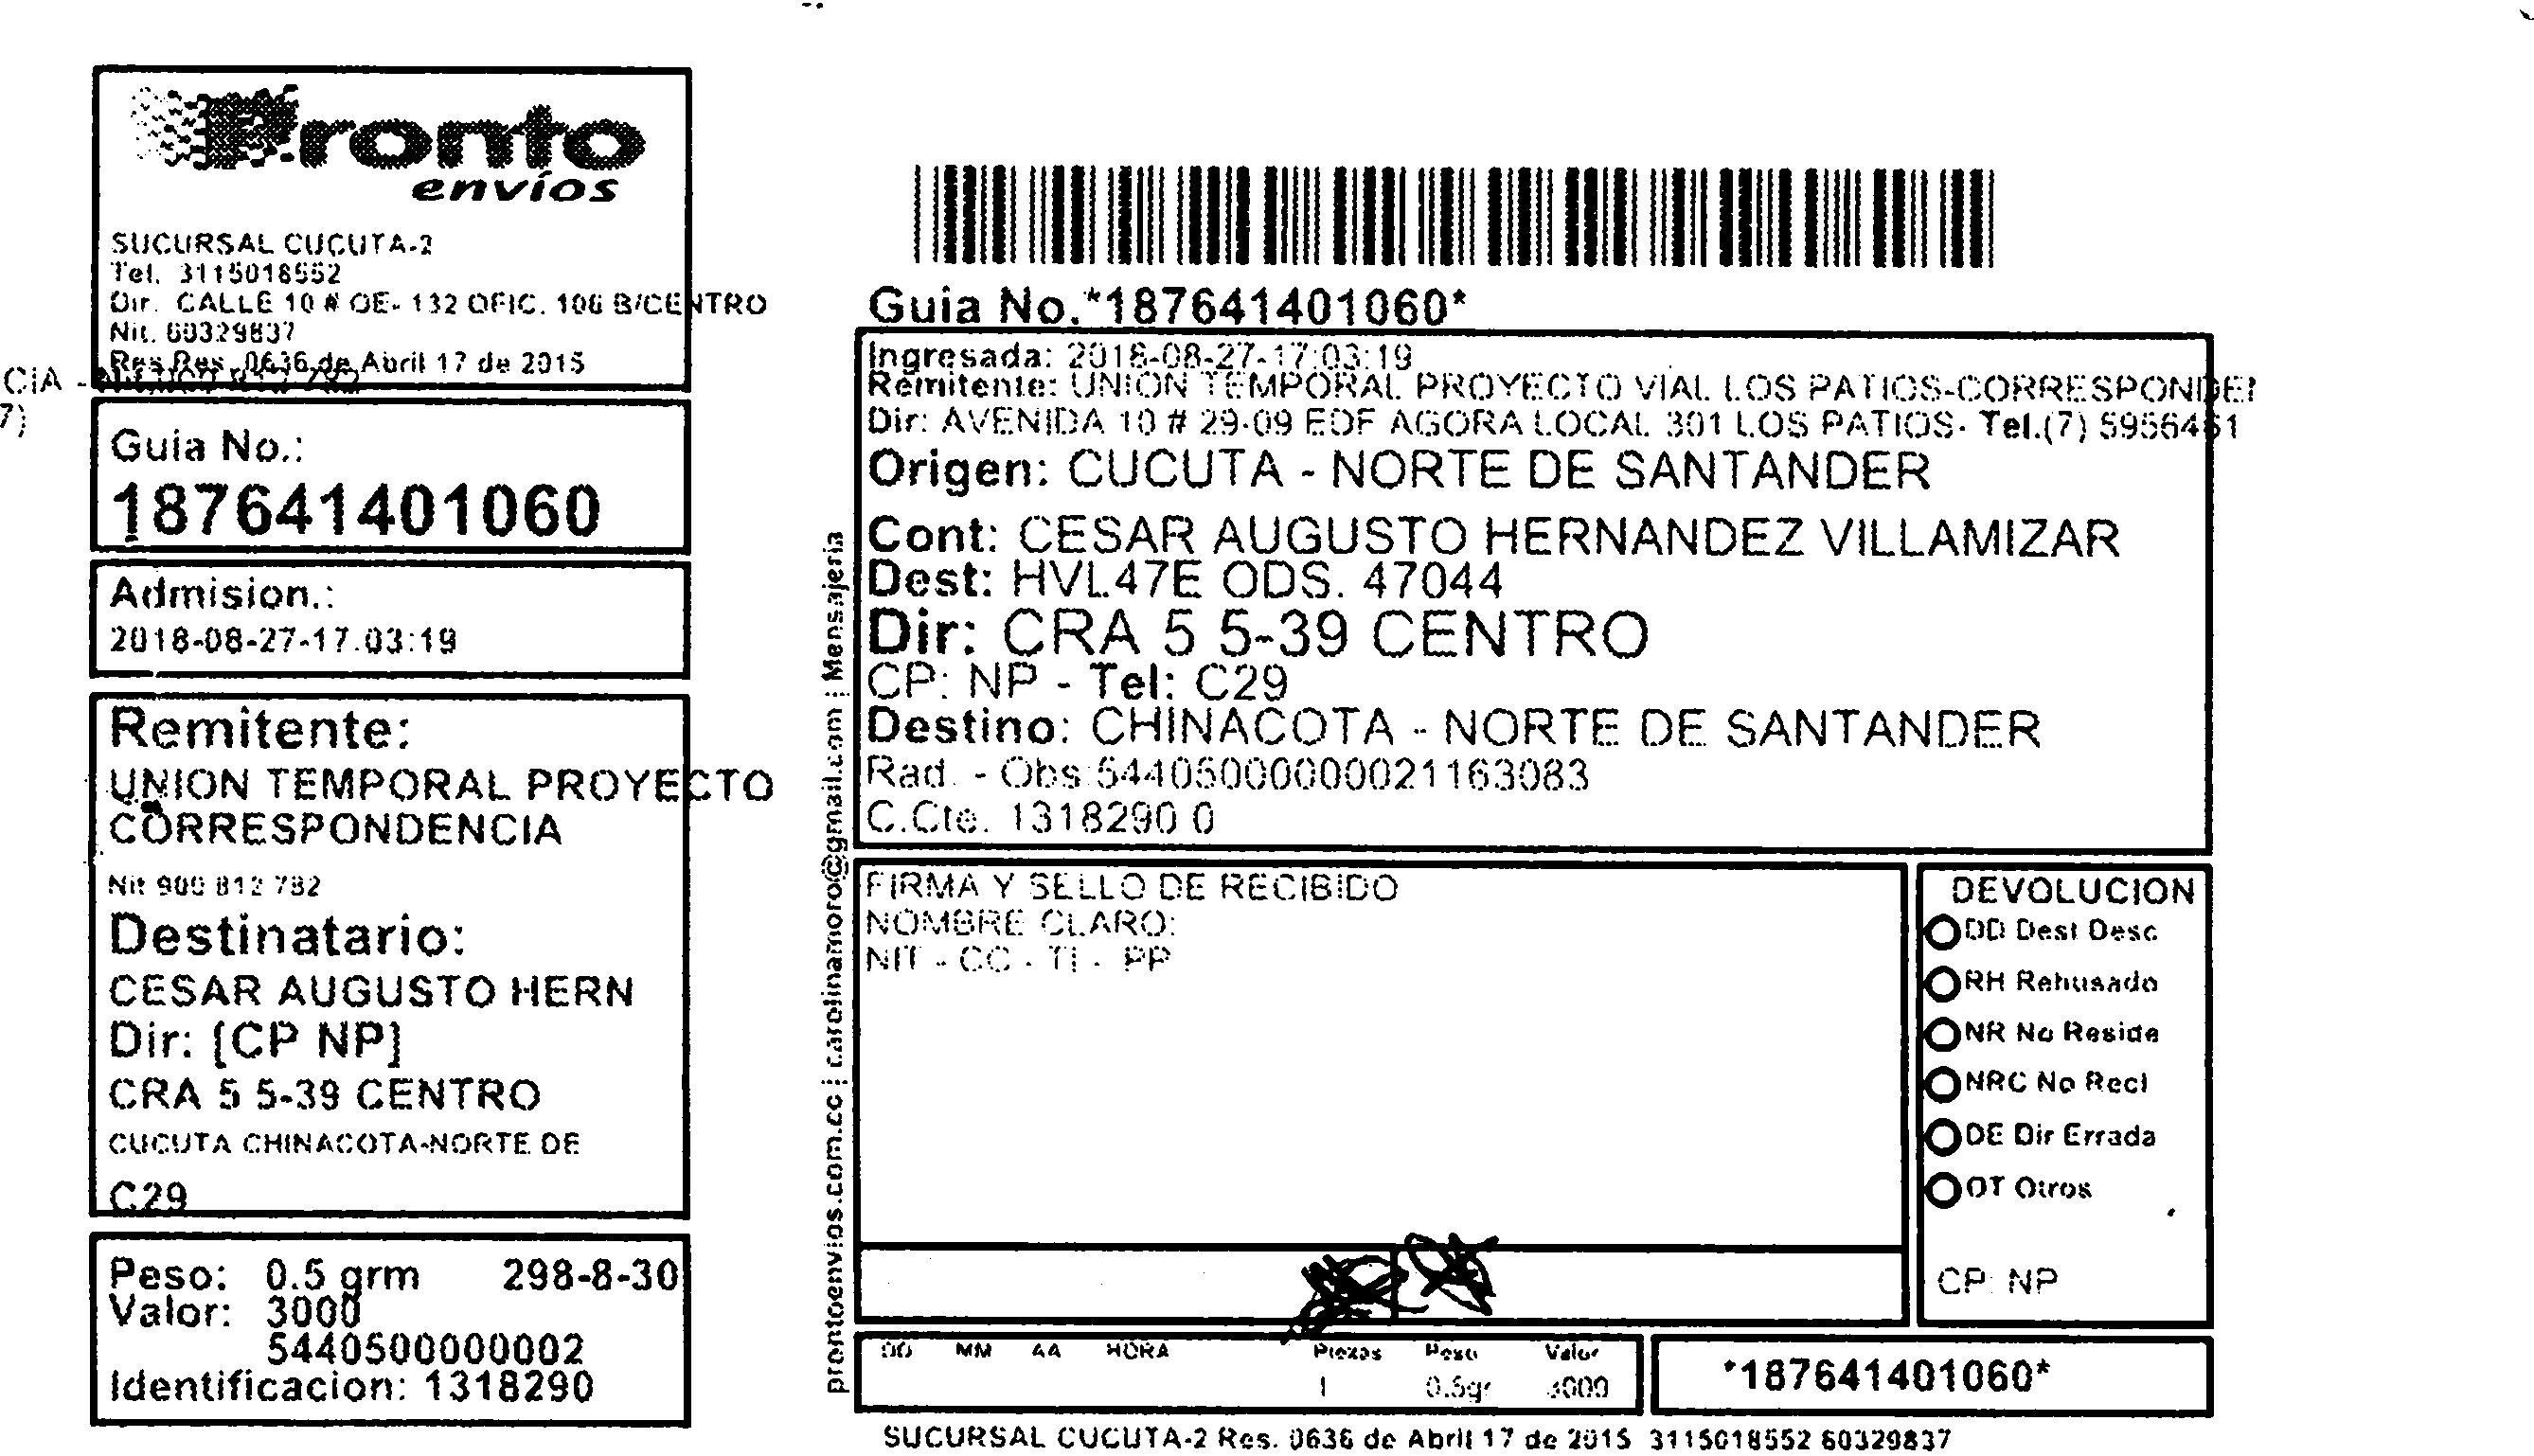 Pronto
envíos
SUCURSAL CUCUTA-2
Tel. 3115018552
Dir. CALLE 10 # OE- 132 OFIC. 106 B/CENTRO
Nit. 60329837
Res.Res. 0636 de Abril 17 de 2015
CIA -
7)
Guia No.:
187641401060
Admision.:
2018-08-27-17:03:19
Remitente:
UNION TEMPORAL PROYECTO
CORRESPONDENCIA
Nit 900 812 782
Destinatario:
CESAR AUGUSTO HERN
Dir: [CP NP]
CRA 5 5-39 CENTRO
CUCUTA CHINACOTA-NORTE DE
C29
Peso: 0.5 grm 298-8-30
Valor: 3000
5440500000002
Identificacion: 1318290
prontoenvios.com.co | carolinamoro@gmail.com | Mensajeria
Guia No.*187641401060*
Ingresada: 2018-08-27-17:03:19
Remitente: UNION TEMPORAL PROYECTO VIAL LOS PATIOS-CORRESPONDEN
Dir: AVENIDA 10 # 29-09 EDF AGORA LOCAL 301 LOS PATIOS- Tel.(7) 5956461
Origen: CUCUTA - NORTE DE SANTANDER
Cont: CESAR AUGUSTO HERNANDEZ VILLAMIZAR
Dest: HVL47E ODS. 47044
Dir: CRA 5 5-39 CENTRO
CP: NP - Tel: C29
Destino: CHINACOTA - NORTE DE SANTANDER
Rad. - Obs:544050000000021163083
C.Cte. 1318290 0
FIRMA Y SELLO DE RECIBIDO
NOMBRE CLARO:
NIT - CC - TI - PP
DEVOLUCION
DD Dest Desc
RH Rehusado
NR No Reside
NRC No Recl
DE Dir Errada
OT Otros
CP: NP
DD MM AA HORA Piezas Peso Valor
1 0.5gr 3000
*187641401060*
SUCURSAL CUCUTA-2 Res. 0636 de Abril 17 de 2015 3115018552 60329837